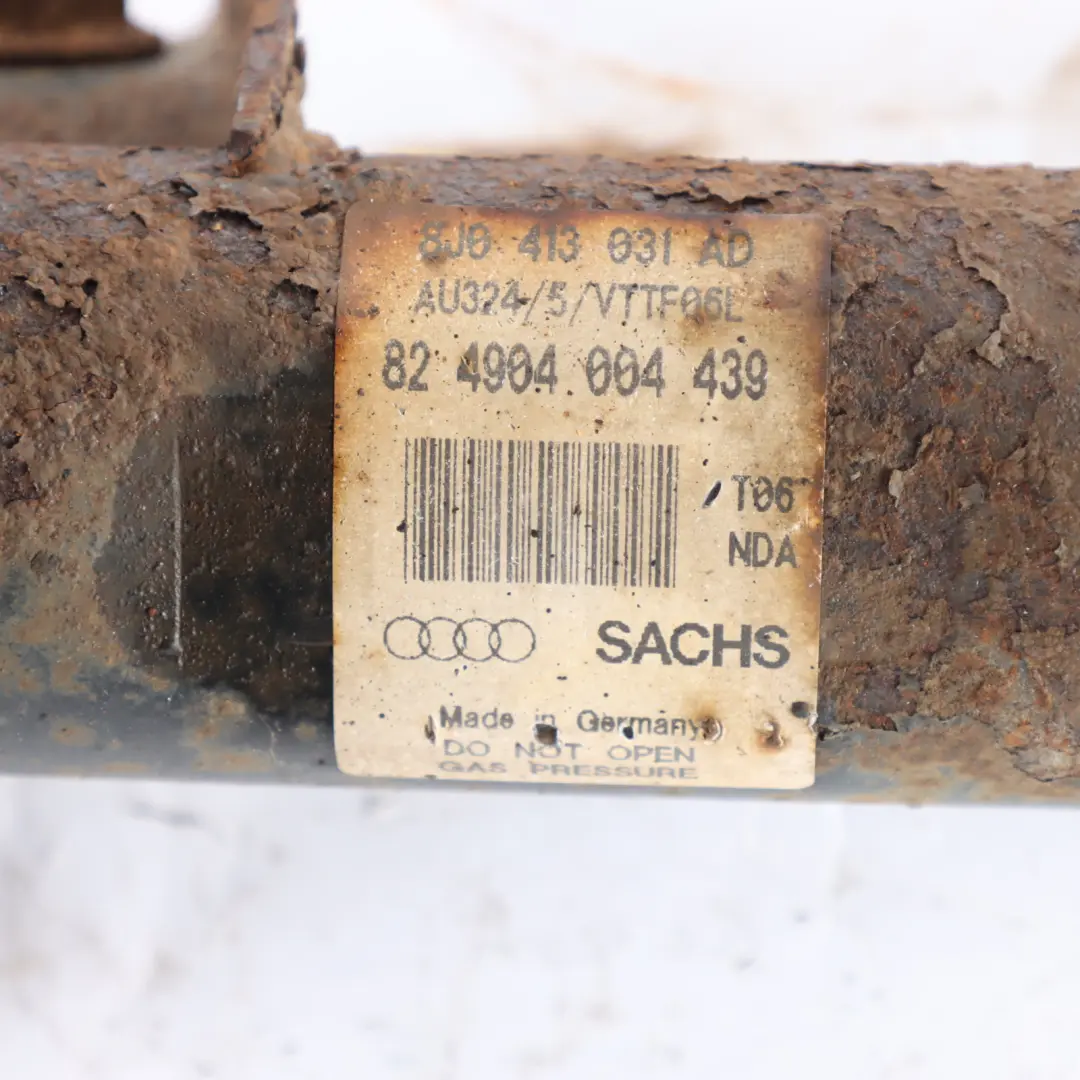 8J0 413 031 AD
AU324/5/VTTF06L
82 4904 004 439
T06
NDA
SACHS
Made in Germany
DO NOT OPEN
GAS PRESSURE